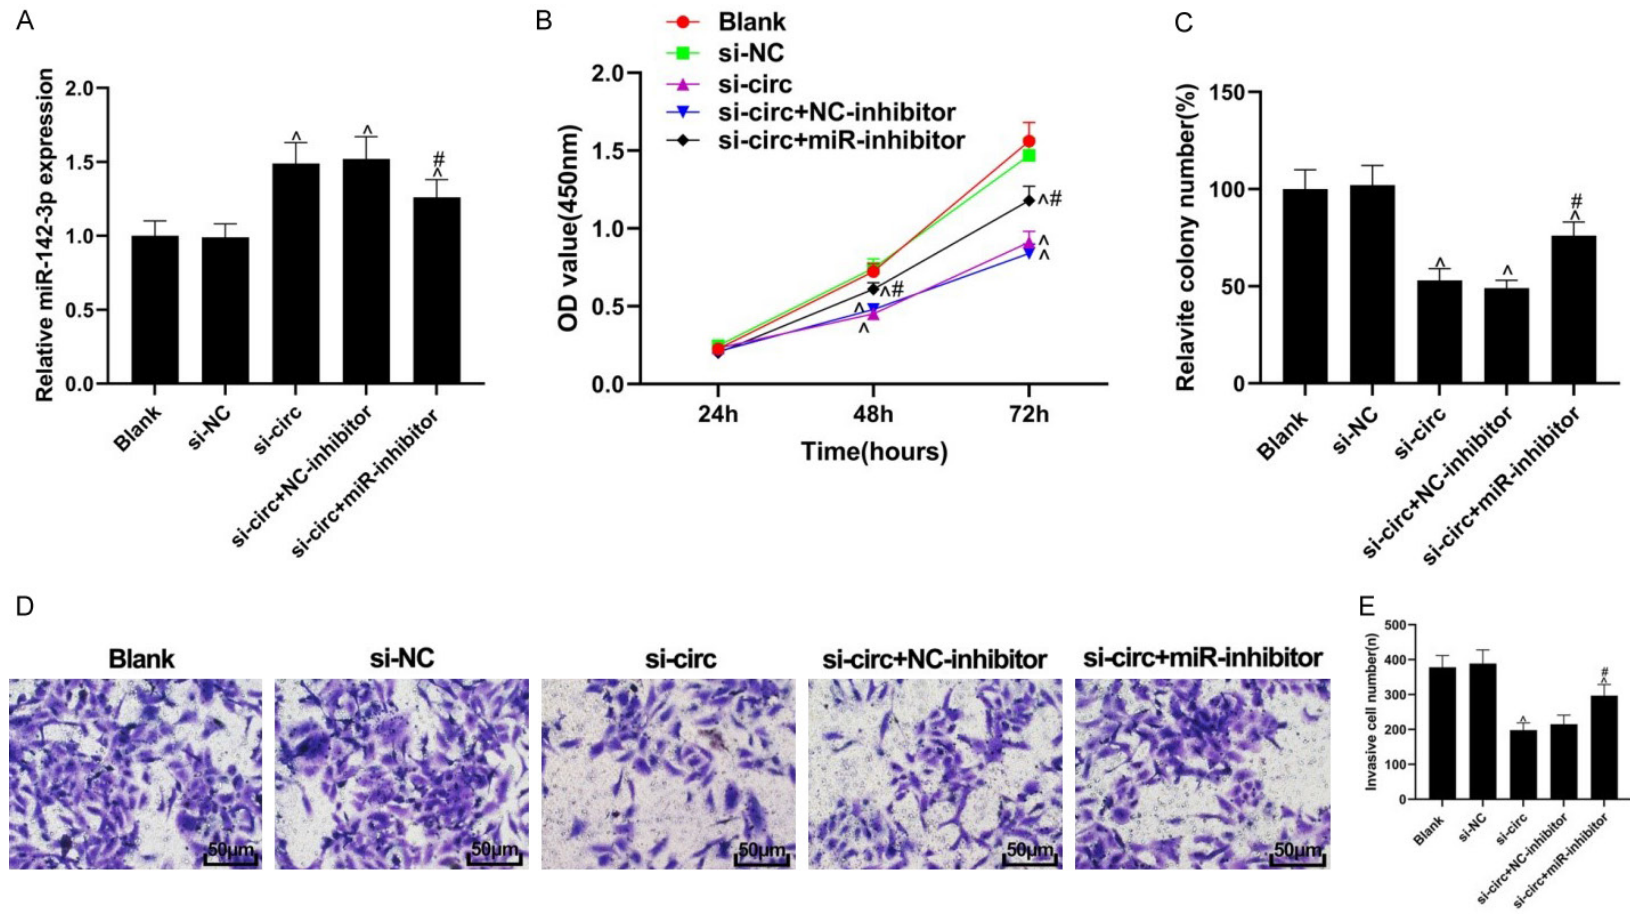 A
Relative miR-142-3p expression
2.0
1.5
1.0
0.5
0.0
^
^
#
^
Blank
si-NC
si-circ
si-circ+NC-inhibitor
si-circ+miR-inhibitor
B
Blank
si-NC
si-circ
si-circ+NC-inhibitor
si-circ+miR-inhibitor
OD value(450nm)
2.0
1.5
1.0
0.5
0.0
^#
^
^
^#
^
^
24h
48h
72h
Time(hours)
C
Relavite colony number(%)
150
100
50
0
^
^
#
^
Blank
si-NC
si-circ
si-circ+NC-inhibitor
si-circ+miR-inhibitor
D
Blank
si-NC
si-circ
si-circ+NC-inhibitor
si-circ+miR-inhibitor
50μm
50μm
50μm
50μm
50μm
E
Invasive cell number(n)
500
400
300
200
100
0
^
#
^
Blank
si-NC
si-circ
si-circ+NC-inhibitor
si-circ+miR-inhibitor